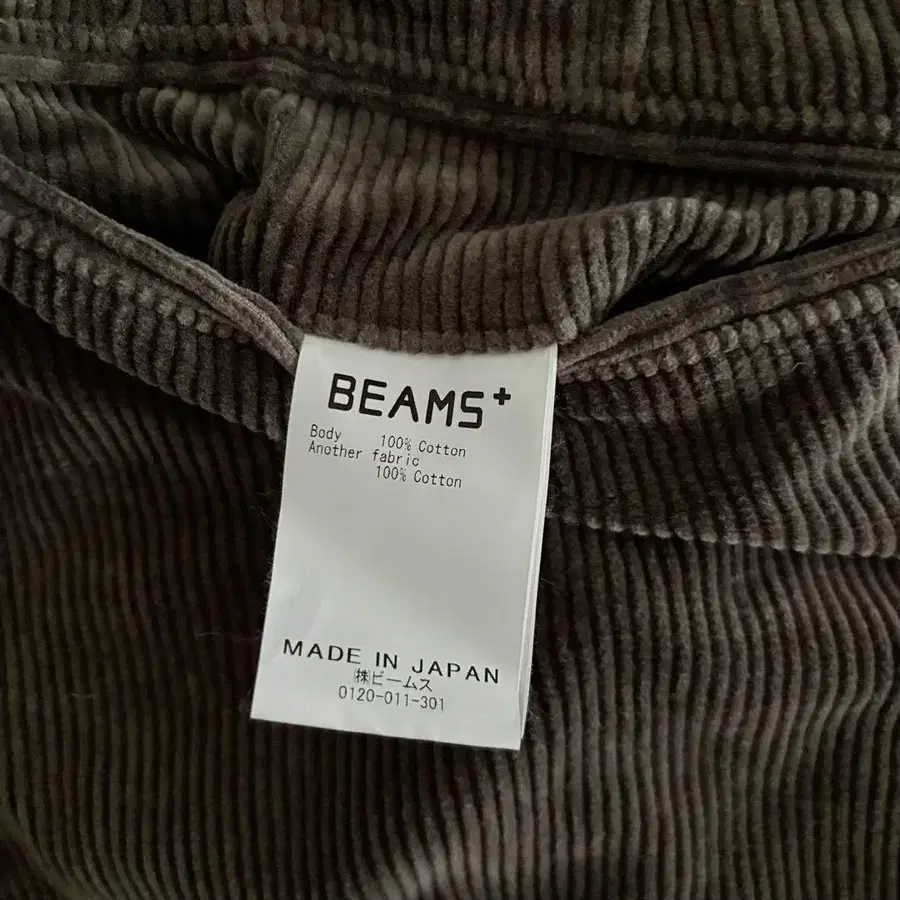 BEAMS+
Body 100% Cotton
Another fabric
100% Cotton
MADE IN JAPAN
㈱ビームス
0120-011-301